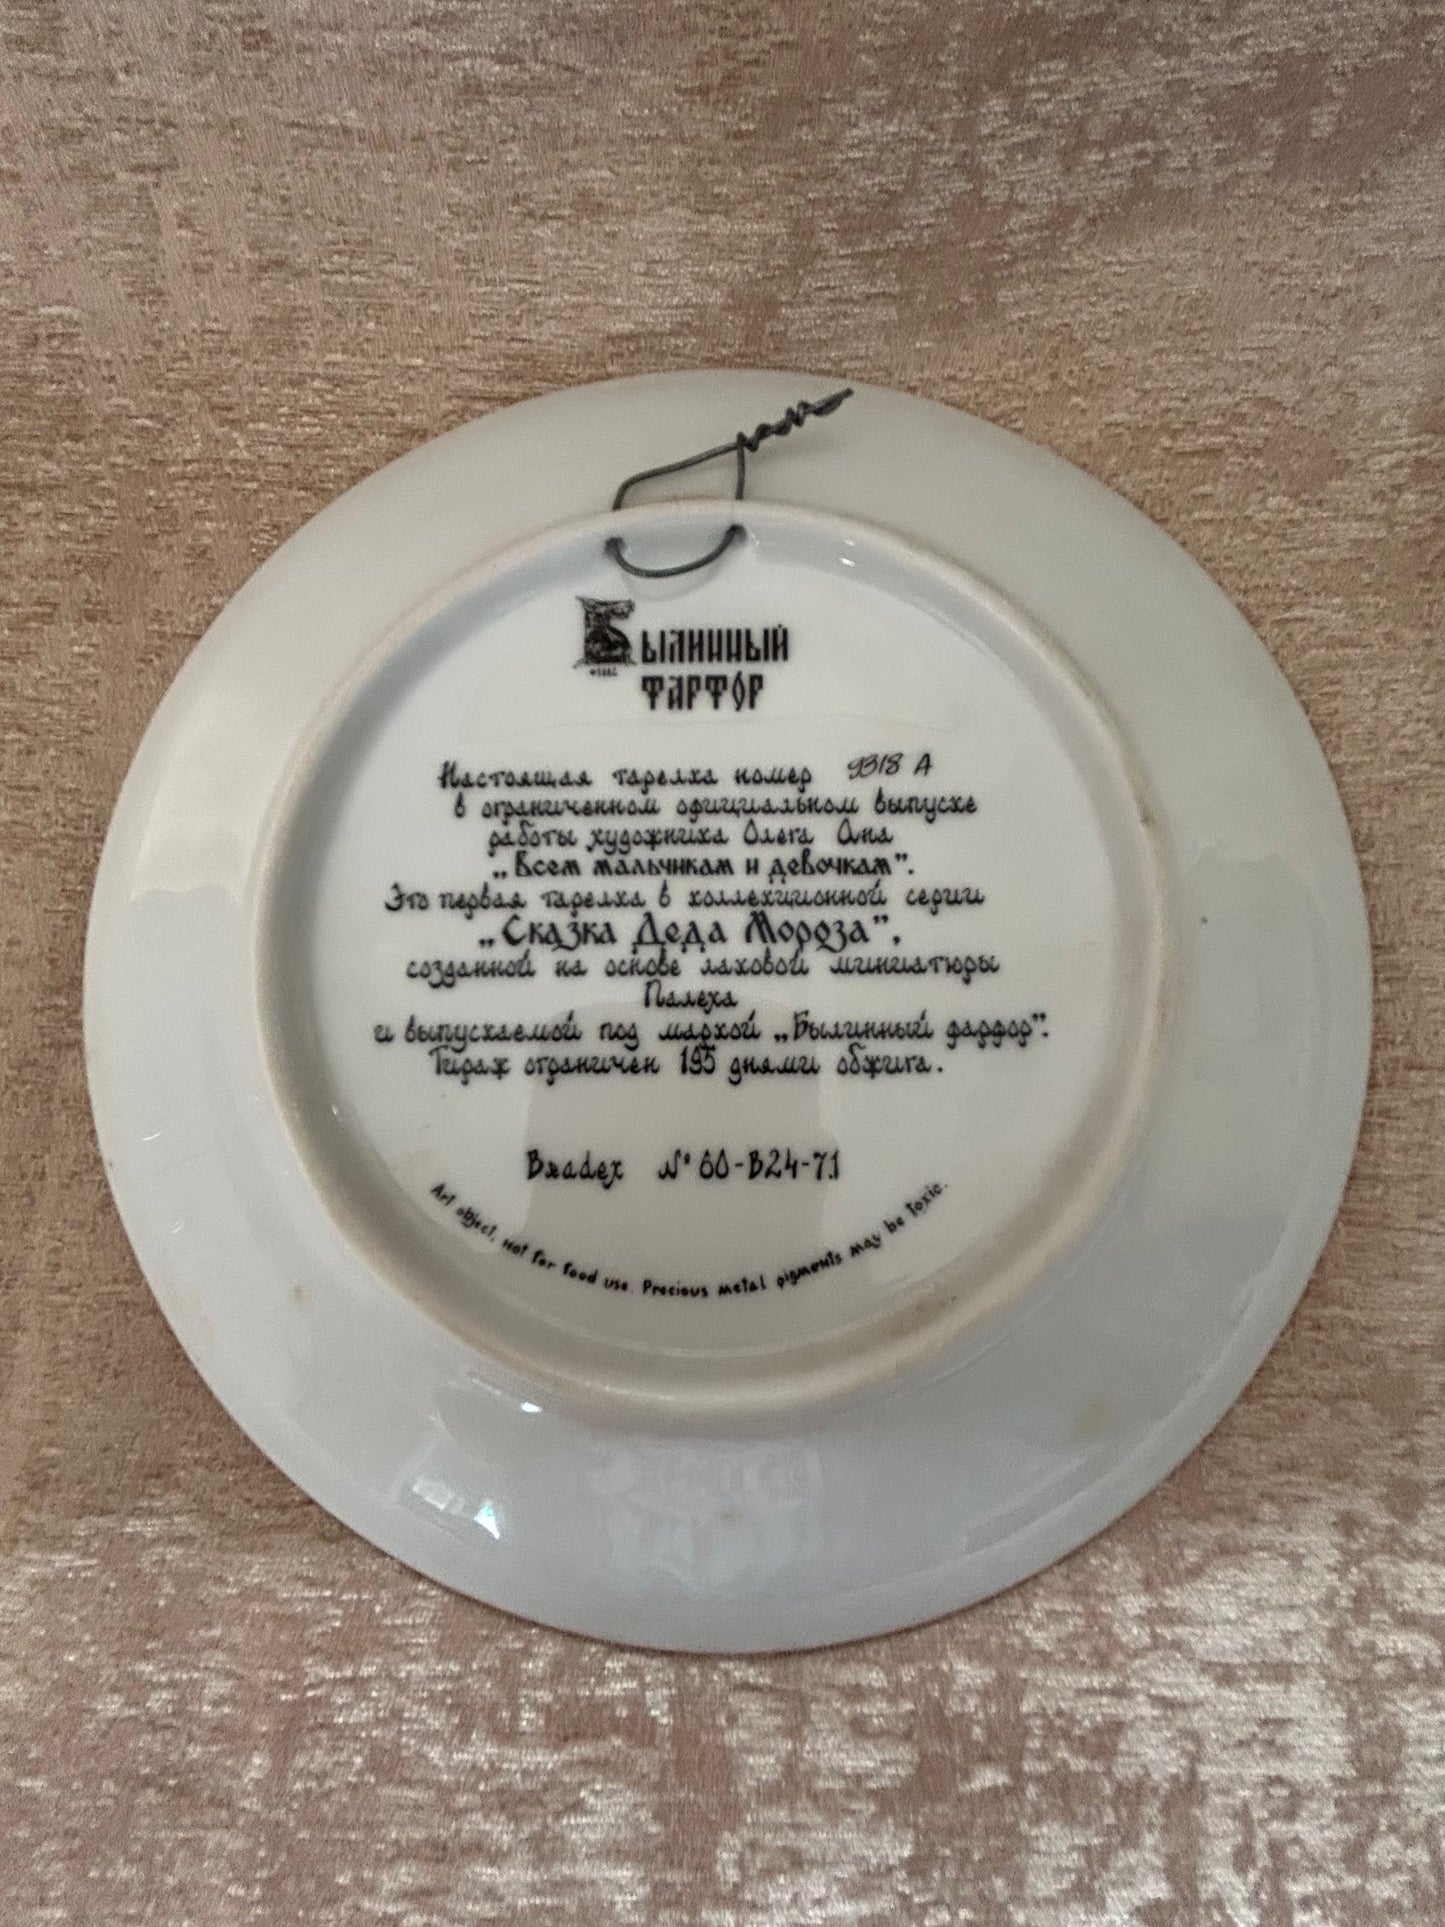 Былинный
фарфор
Настоящая тарелка номер 9318 А
в ограниченном официальном выпуске
работы художника Олега Ана
„Всем мальчикам и девочкам”.
Это первая тарелка в коллекционной серии
„Сказка Деда Мороза”,
созданной на основе лаковой миниатюры
Палеха
и выпускаемой под маркой „Былинный фарфор”.
Тираж ограничен 195 днями обжига.
Bradex № 60-B24-7.1
Art object, not for food use. Precious metal pigments may be toxic.